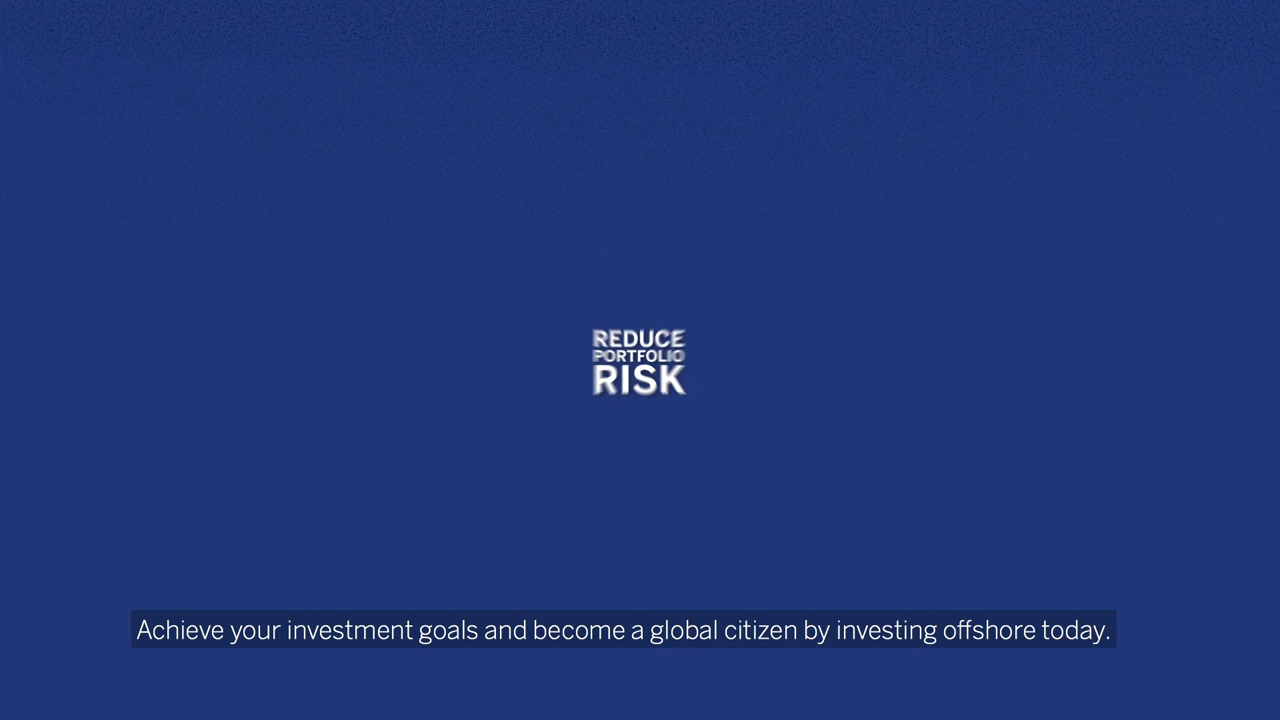 REDUCE
PORTFOLIO
RISK
Achieve your investment goals and become a global citizen by investing offshore today.